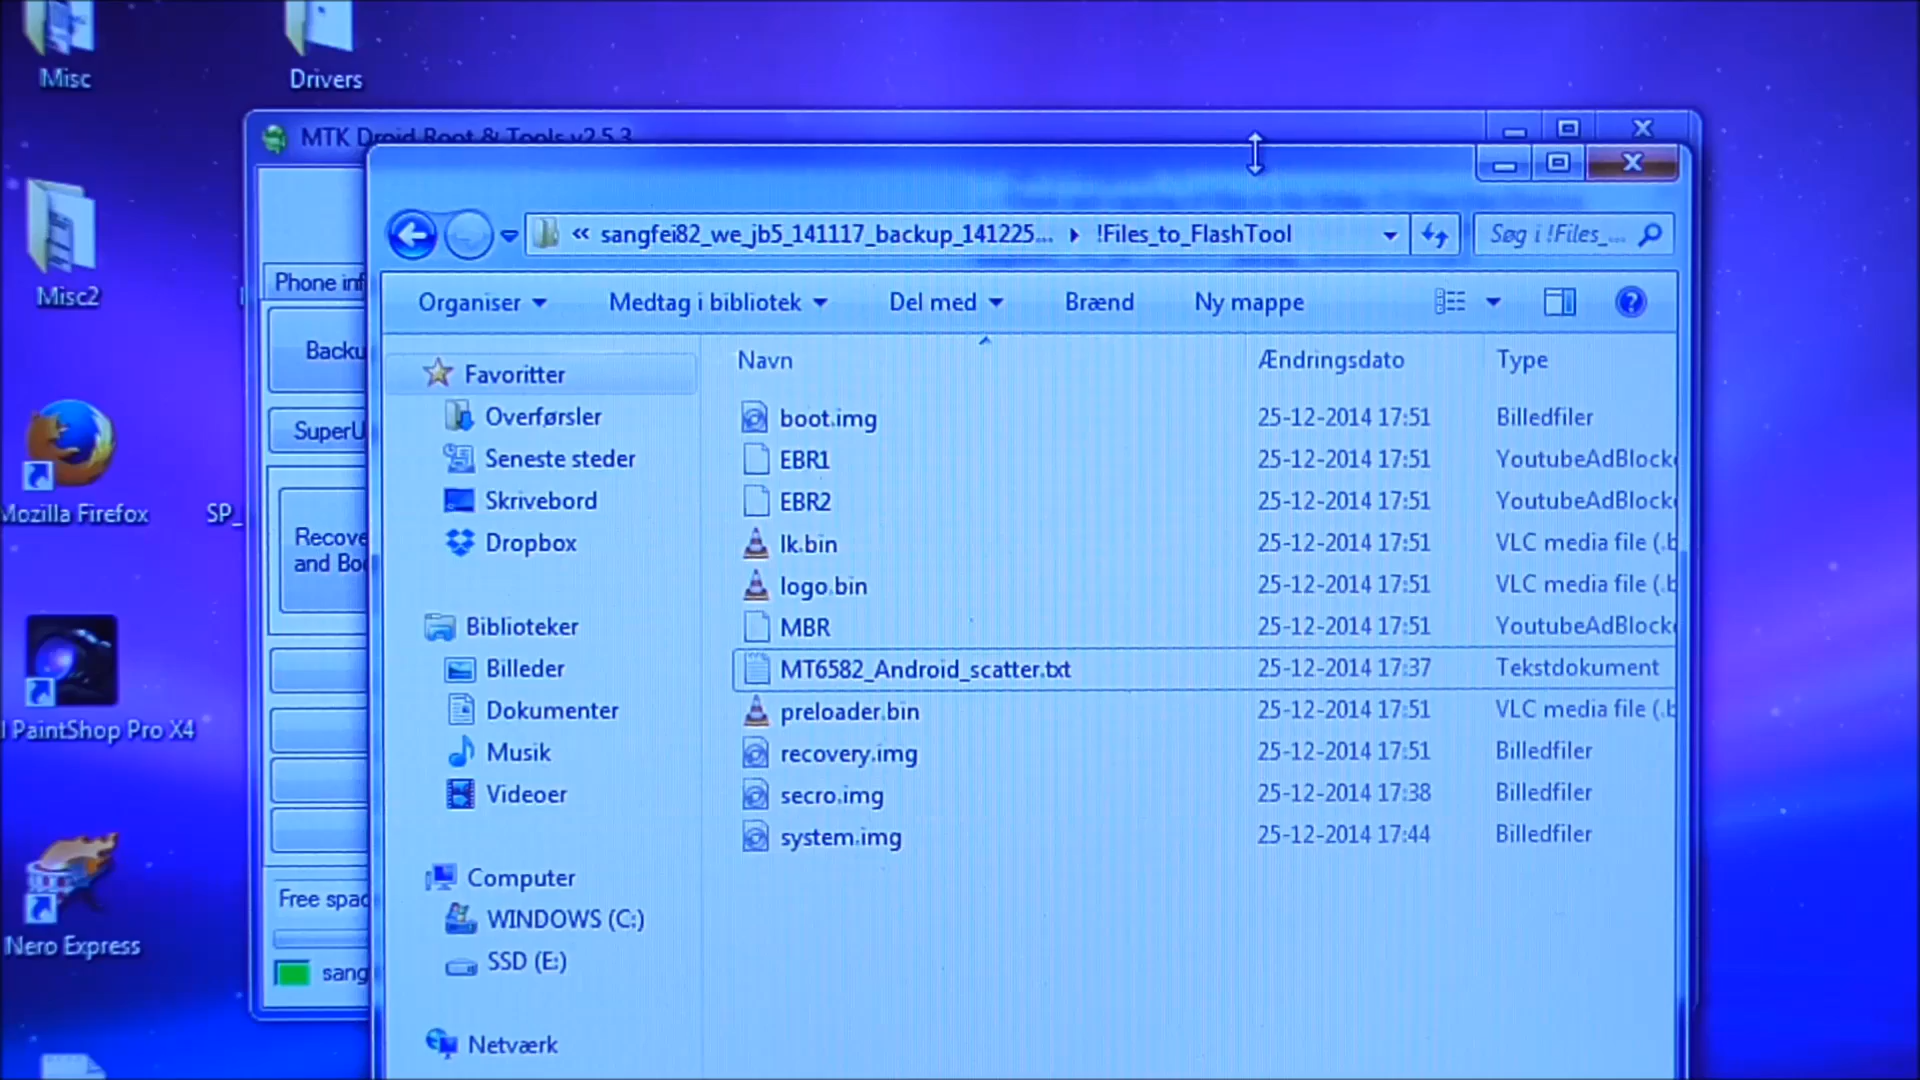 Misc
Drivers
MTK Droid Root & Tools v2.5.3
« sangfei82_we_jb5_141117_backup_141225... !Files_to_FlashTool
Søg i !Files_...
Misc2
Phone inf
Organiser
Medtag i bibliotek
Del med
Brænd
Ny mappe
Backu
SuperU
Recove
and Boo
Free spac
sang
Mozilla Firefox
SP_
PaintShop Pro X4
Nero Express
Favoritter
Overførsler
Seneste steder
Skrivebord
Dropbox
Biblioteker
Billeder
Dokumenter
Musik
Videoer
Computer
WINDOWS (C:)
SSD (E:)
Netværk
Navn Ændringsdato Type
boot.img 25-12-2014 17:51 Billedfiler
EBR1 25-12-2014 17:51 YoutubeAdBlock
EBR2 25-12-2014 17:51 YoutubeAdBlock
lk.bin 25-12-2014 17:51 VLC media file (.b
logo.bin 25-12-2014 17:51 VLC media file (.b
MBR 25-12-2014 17:51 YoutubeAdBlock
MT6582_Android_scatter.txt 25-12-2014 17:37 Tekstdokument
preloader.bin 25-12-2014 17:51 VLC media file (.b
recovery.img 25-12-2014 17:51 Billedfiler
secro.img 25-12-2014 17:38 Billedfiler
system.img 25-12-2014 17:44 Billedfiler